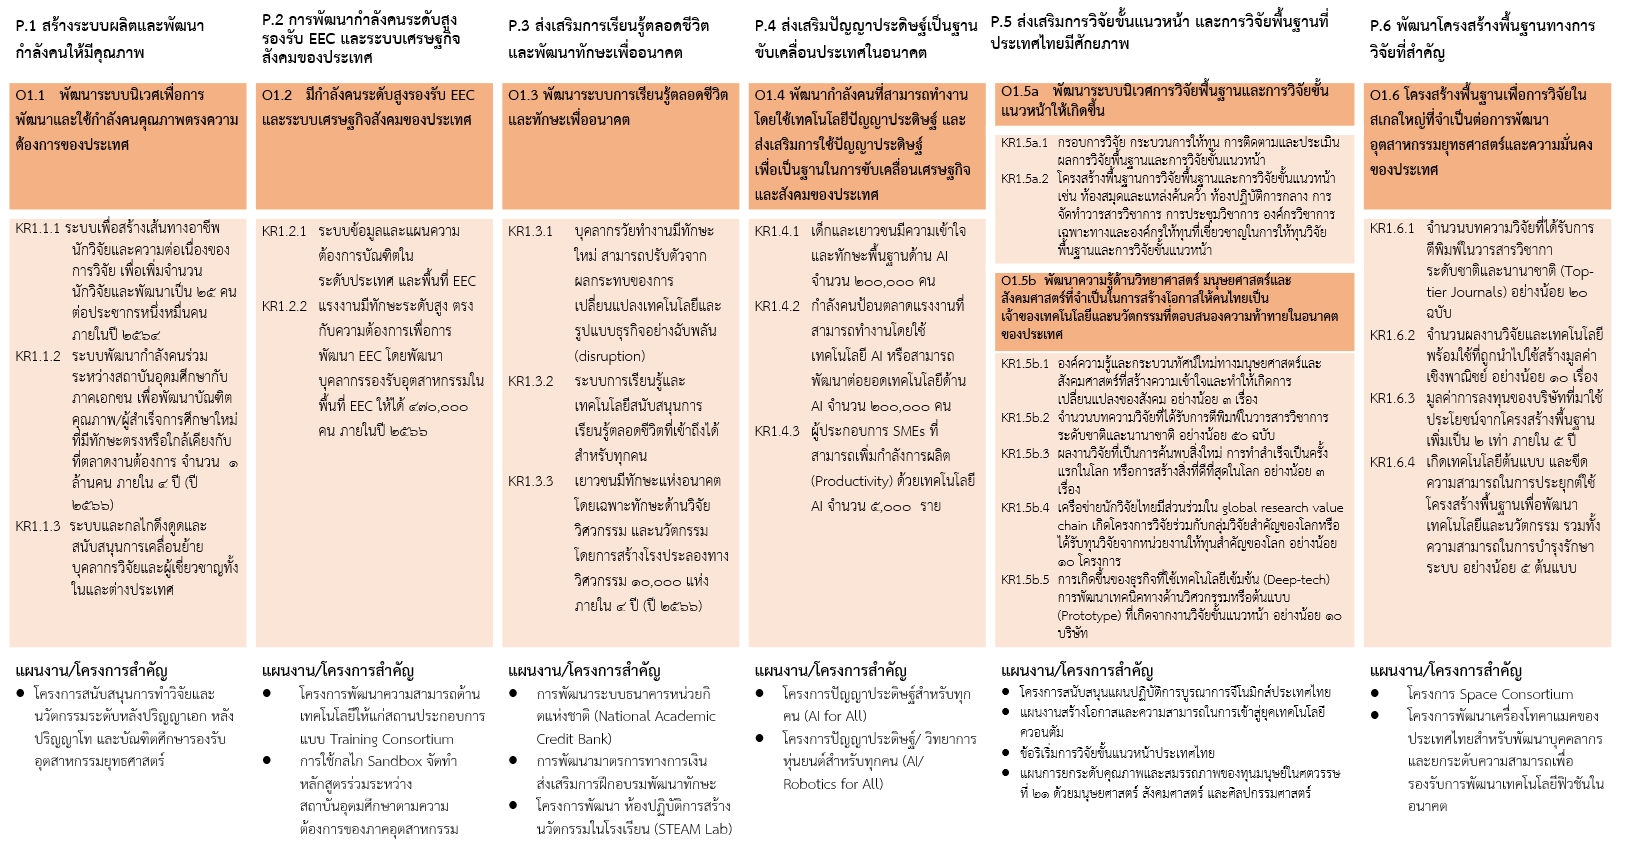 P.1 สร้างระบบผลิตและพัฒนา
กำลังคนให้มีคุณภาพ
O1.1 พัฒนาระบบนิเวศเพื่อการ
พัฒนาและใช้กำลังคนคุณภาพตรงความ
ต้องการของประเทศ
KR1.1.1 ระบบเพื่อสร้างเส้นทางอาชีพ
นักวิจัยและความต่อเนื่องของ
การวิจัย เพื่อเพิ่มจำนวน
นักวิจัยและพัฒนาเป็น ๒๕ คน
ต่อประชากรหนึ่งหมื่นคน
ภายในปี ๒๕๖๔
KR1.1.2 ระบบพัฒนากำลังคนร่วม
ระหว่างสถาบันอุดมศึกษากับ
ภาคเอกชน เพื่อพัฒนาบัณฑิต
คุณภาพ/ผู้สำเร็จการศึกษาใหม่
ที่มีทักษะตรงหรือใกล้เคียงกับ
ที่ตลาดงานต้องการ จำนวน ๑
ล้านคน ภายใน ๔ ปี (ปี
๒๕๖๖)
KR1.1.3 ระบบและกลไกดึงดูดและ
สนับสนุนการเคลื่อนย้าย
บุคลากรวิจัยและผู้เชี่ยวชาญทั้ง
ในและต่างประเทศ
แผนงาน/โครงการสำคัญ
● โครงการสนับสนุนการทำวิจัยและ
นวัตกรรมระดับหลังปริญญาเอก หลัง
ปริญญาโท และบัณฑิตศึกษารองรับ
อุตสาหกรรมยุทธศาสตร์
P.2 การพัฒนากำลังคนระดับสูง
รองรับ EEC และระบบเศรษฐกิจ
สังคมของประเทศ
O1.2 มีกำลังคนระดับสูงรองรับ EEC
และระบบเศรษฐกิจสังคมของประเทศ
KR1.2.1 ระบบข้อมูลและแผนความ
ต้องการบัณฑิตใน
ระดับประเทศ และพื้นที่ EEC
KR1.2.2 แรงงานมีทักษะระดับสูง ตรง
กับความต้องการเพื่อการ
พัฒนา EEC โดยพัฒนา
บุคลากรรองรับอุตสาหกรรมใน
พื้นที่ EEC ให้ได้ ๔๗๐,๐๐๐
คน ภายในปี ๒๕๖๖
แผนงาน/โครงการสำคัญ
● โครงการพัฒนาความสามารถด้าน
เทคโนโลยีให้แก่สถานประกอบการ
แบบ Training Consortium
● การใช้กลไก Sandbox จัดทำ
หลักสูตรร่วมระหว่าง
สถาบันอุดมศึกษาตามความ
ต้องการของภาคอุตสาหกรรม
P.3 ส่งเสริมการเรียนรู้ตลอดชีวิต
และพัฒนาทักษะเพื่ออนาคต
O1.3 พัฒนาระบบการเรียนรู้ตลอดชีวิต
และทักษะเพื่ออนาคต
KR1.3.1 บุคลากรวัยทำงานมีทักษะ
ใหม่ สามารถปรับตัวจาก
ผลกระทบของการ
เปลี่ยนแปลงเทคโนโลยีและ
รูปแบบธุรกิจอย่างฉับพลัน
(disruption)
KR1.3.2 ระบบการเรียนรู้และ
เทคโนโลยีสนับสนุนการ
เรียนรู้ตลอดชีวิตที่เข้าถึงได้
สำหรับทุกคน
KR1.3.3 เยาวชนมีทักษะแห่งอนาคต
โดยเฉพาะทักษะด้านวิจัย
วิศวกรรม และนวัตกรรม
โดยการสร้างโรงประลองทาง
วิศวกรรม ๑๐,๐๐๐ แห่ง
ภายใน ๔ ปี (ปี ๒๕๖๖)
แผนงาน/โครงการสำคัญ
● การพัฒนาระบบธนาคารหน่วยกิ
ตแห่งชาติ (National Academic
Credit Bank)
● การพัฒนามาตรการทางการเงิน
ส่งเสริมการฝึกอบรมพัฒนาทักษะ
● โครงการพัฒนา ห้องปฏิบัติการสร้าง
นวัตกรรมในโรงเรียน (STEAM Lab)
P.4 ส่งเสริมปัญญาประดิษฐ์เป็นฐาน
ขับเคลื่อนประเทศในอนาคต
O1.4 พัฒนากำลังคนที่สามารถทำงาน
โดยใช้เทคโนโลยีปัญญาประดิษฐ์ และ
ส่งเสริมการใช้ปัญญาประดิษฐ์
เพื่อเป็นฐานในการขับเคลื่อนเศรษฐกิจ
และสังคมของประเทศ
KR1.4.1 เด็กและเยาวชนมีความเข้าใจ
และทักษะพื้นฐานด้าน AI
จำนวน ๒๐๐,๐๐๐ คน
KR1.4.2 กำลังคนป้อนตลาดแรงงานที่
สามารถทำงานโดยใช้
เทคโนโลยี AI หรือสามารถ
พัฒนาต่อยอดเทคโนโลยีด้าน
AI จำนวน ๒๐๐,๐๐๐ คน
KR1.4.3 ผู้ประกอบการ SMEs ที่
สามารถเพิ่มกำลังการผลิต
(Productivity) ด้วยเทคโนโลยี
AI จำนวน ๕,๐๐๐ ราย
แผนงาน/โครงการสำคัญ
● โครงการปัญญาประดิษฐ์สำหรับทุก
คน (AI for All)
● โครงการปัญญาประดิษฐ์/ วิทยาการ
หุ่นยนต์สำหรับทุกคน (AI/
Robotics for All)
P.5 ส่งเสริมการวิจัยขั้นแนวหน้า และการวิจัยพื้นฐานที่
ประเทศไทยมีศักยภาพ
O1.5a พัฒนาระบบนิเวศการวิจัยพื้นฐานและการวิจัยขั้น
แนวหน้าให้เกิดขึ้น
KR1.5a.1 กรอบการวิจัย กระบวนการให้ทุน การติดตามและประเมิน
ผลการวิจัยพื้นฐานและการวิจัยขั้นแนวหน้า
KR1.5a.2 โครงสร้างพื้นฐานการวิจัยพื้นฐานและการวิจัยขั้นแนวหน้า
เช่น ห้องสมุดและแหล่งค้นคว้า ห้องปฏิบัติการกลาง การ
จัดทำวารสารวิชาการ การประชุมวิชาการ องค์กรวิชาการ
เฉพาะทางและองค์กรให้ทุนที่เชี่ยวชาญในการให้ทุนวิจัย
พื้นฐานและการวิจัยขั้นแนวหน้า
O1.5b พัฒนาความรู้ด้านวิทยาศาสตร์ มนุษยศาสตร์และ
สังคมศาสตร์ที่จำเป็นในการสร้างโอกาสให้คนไทยเป็น
เจ้าของเทคโนโลยีและนวัตกรรมที่ตอบสนองความท้าทายในอนาคต
ของประเทศ
KR1.5b.1 องค์ความรู้และกระบวนทัศน์ใหม่ทางมนุษยศาสตร์และ
สังคมศาสตร์ที่สร้างความเข้าใจและทำให้เกิดการ
เปลี่ยนแปลงของสังคม อย่างน้อย ๓ เรื่อง
KR1.5b.2 จำนวนบทความวิจัยที่ได้รับการตีพิมพ์ในวารสารวิชาการ
ระดับชาติและนานาชาติ อย่างน้อย ๕๐ ฉบับ
KR1.5b.3 ผลงานวิจัยที่เป็นการค้นพบสิ่งใหม่ การทำสำเร็จเป็นครั้ง
แรกในโลก หรือการสร้างสิ่งที่ดีที่สุดในโลก อย่างน้อย ๓
เรื่อง
KR1.5b.4 เครือข่ายนักวิจัยไทยมีส่วนร่วมใน global research value
chain เกิดโครงการวิจัยร่วมกับกลุ่มวิจัยสำคัญของโลกหรือ
ได้รับทุนวิจัยจากหน่วยงานให้ทุนสำคัญของโลก อย่างน้อย
๑๐ โครงการ
KR1.5b.5 การเกิดขึ้นของธุรกิจที่ใช้เทคโนโลยีเข้มข้น (Deep-tech)
การพัฒนาเทคนิคทางด้านวิศวกรรมหรือต้นแบบ
(Prototype) ที่เกิดจากงานวิจัยขั้นแนวหน้า อย่างน้อย ๑๐
บริษัท
แผนงาน/โครงการสำคัญ
● โครงการสนับสนุนแผนปฏิบัติการบูรณาการจีโนมิกส์ประเทศไทย
● แผนงานสร้างโอกาสและความสามารถในการเข้าสู่ยุคเทคโนโลยี
ควอนตัม
● ข้อริเริ่มการวิจัยขั้นแนวหน้าประเทศไทย
● แผนการยกระดับคุณภาพและสมรรถภาพของทุนมนุษย์ในศตวรรษ
ที่ ๒๑ ด้วยมนุษยศาสตร์ สังคมศาสตร์ และศิลปกรรมศาสตร์
P.6 พัฒนาโครงสร้างพื้นฐานทางการ
วิจัยที่สำคัญ
O1.6 โครงสร้างพื้นฐานเพื่อการวิจัยใน
สเกลใหญ่ที่จำเป็นต่อการพัฒนา
อุตสาหกรรมยุทธศาสตร์และความมั่นคง
ของประเทศ
KR1.6.1 จำนวนบทความวิจัยที่ได้รับการ
ตีพิมพ์ในวารสารวิชากา
ระดับชาติและนานาชาติ (Top-
tier Journals) อย่างน้อย ๒๐
ฉบับ
KR1.6.2 จำนวนผลงานวิจัยและเทคโนโลยี
พร้อมใช้ที่ถูกนำไปใช้สร้างมูลค่า
เชิงพาณิชย์ อย่างน้อย ๑๐ เรื่อง
KR1.6.3 มูลค่าการลงทุนของบริษัทที่มาใช้
ประโยชน์จากโครงสร้างพื้นฐาน
เพิ่มเป็น ๒ เท่า ภายใน ๕ ปี
KR1.6.4 เกิดเทคโนโลยีต้นแบบ และขีด
ความสามารถในการประยุกต์ใช้
โครงสร้างพื้นฐานเพื่อพัฒนา
เทคโนโลยีและนวัตกรรม รวมทั้ง
ความสามารถในการบำรุงรักษา
ระบบ อย่างน้อย ๕ ต้นแบบ
แผนงาน/โครงการสำคัญ
● โครงการ Space Consortium
● โครงการพัฒนาเครื่องโทคาแมคของ
ประเทศไทยสำหรับพัฒนาบุคคลากร
และยกระดับความสามารถเพื่อ
รองรับการพัฒนาเทคโนโลยีฟิวชันใน
อนาคต